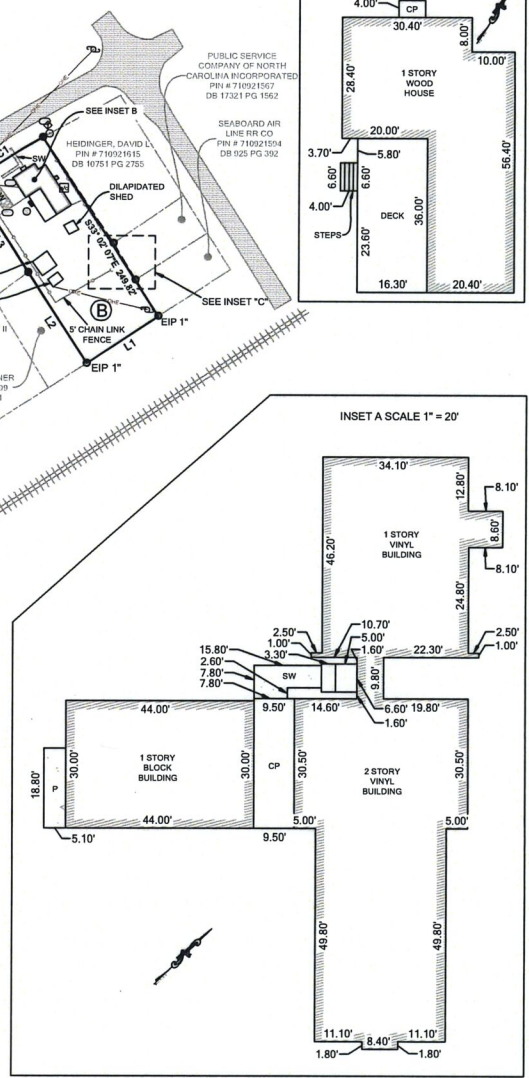 PUBLIC SERVICE
COMPANY OF NORTH
CAROLINA INCORPORATED
PIN # 710921567
DB 17321 PG 1562
SEABOARD AIR
LINE RR CO
PIN # 710921594
DB 925 PG 392
SEE INSET B
HEIDINGER, DAVID L
PIN # 710921615
DB 10751 PG 2755
C1
SW
DILAPIDATED
SHED
S33° 02' 07"E 249.82'
SEE INSET "C"
B
5' CHAIN LINK
FENCE
L2
L1
EIP 1"
EIP 1"
4.00'
CP
30.40'
8.00'
10.00'
28.40'
1 STORY
WOOD
HOUSE
56.40'
20.00'
3.70'
5.80'
6.60'
6.60'
4.00'
STEPS
DECK
36.00'
23.60'
16.30'
20.40'
INSET A SCALE 1" = 20'
34.10'
12.80'
8.10'
8.60'
8.10'
46.20'
1 STORY
VINYL
BUILDING
24.80'
2.50'
10.70'
5.00'
1.60'
22.30'
2.50'
1.00'
1.00'
3.30'
15.80'
2.60'
7.80'
7.80'
SW
9.80'
6.60'
1.60'
44.00'
9.50'
14.60'
19.80'
18.80'
P
30.00'
1 STORY
BLOCK
BUILDING
30.00'
CP
30.50'
2 STORY
VINYL
BUILDING
30.50'
44.00'
5.10'
9.50'
5.00'
5.00'
49.80'
49.80'
11.10'
8.40'
11.10'
1.80'
1.80'